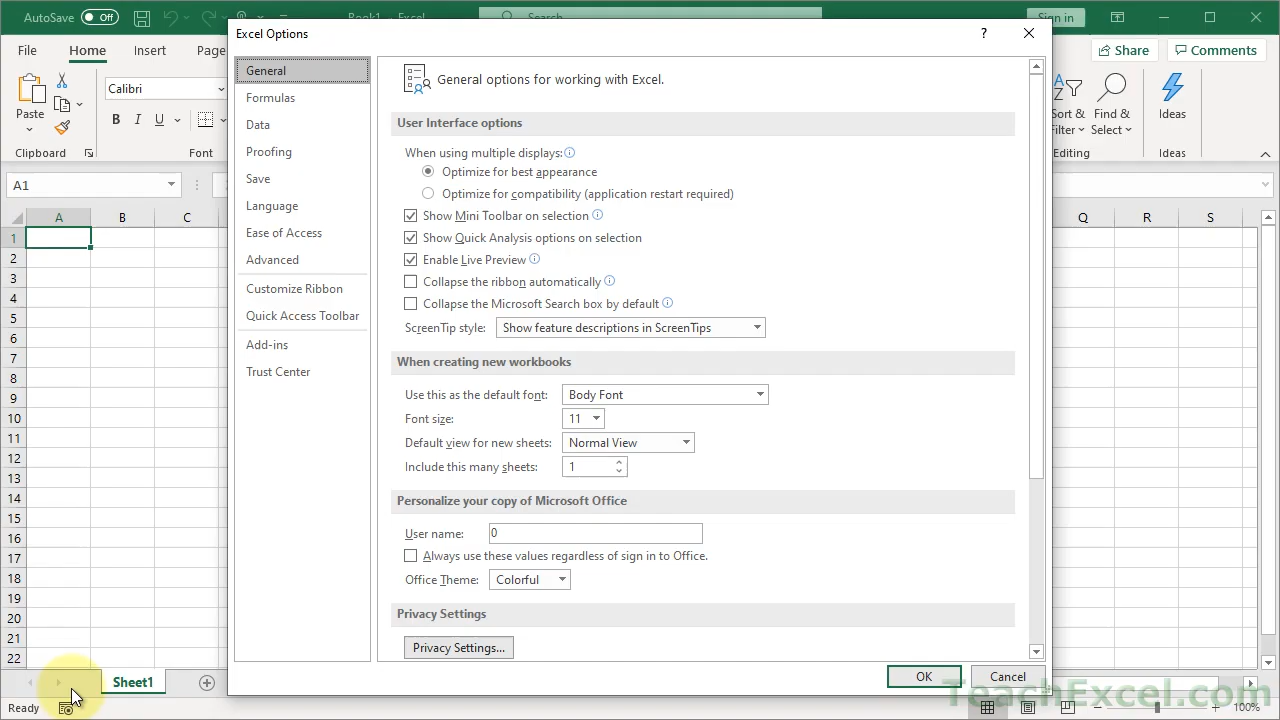 AutoSave Off Book1 - Excel Search Sign in
Excel Options ?
File Home Insert Page Share Comments
Paste Calibri
B I U Sort & Filter Find & Select Ideas
Clipboard Font Editing Ideas
A1
A B C Q R S
1
2
3
4
5
6
7
8
9
10
11
12
13
14
15
16
17
18
19
20
21
22
General
Formulas
Data
Proofing
Save
Language
Ease of Access
Advanced
Customize Ribbon
Quick Access Toolbar
Add-ins
Trust Center
General options for working with Excel.
User Interface options
When using multiple displays:
Optimize for best appearance
Optimize for compatibility (application restart required)
Show Mini Toolbar on selection
Show Quick Analysis options on selection
Enable Live Preview
Collapse the ribbon automatically
Collapse the Microsoft Search box by default
ScreenTip style: Show feature descriptions in ScreenTips
When creating new workbooks
Use this as the default font: Body Font
Font size: 11
Default view for new sheets: Normal View
Include this many sheets: 1
Personalize your copy of Microsoft Office
User name: 0
Always use these values regardless of sign in to Office.
Office Theme: Colorful
Privacy Settings
Privacy Settings...
OK Cancel
Sheet1
Ready 100%
TeachExcel.com